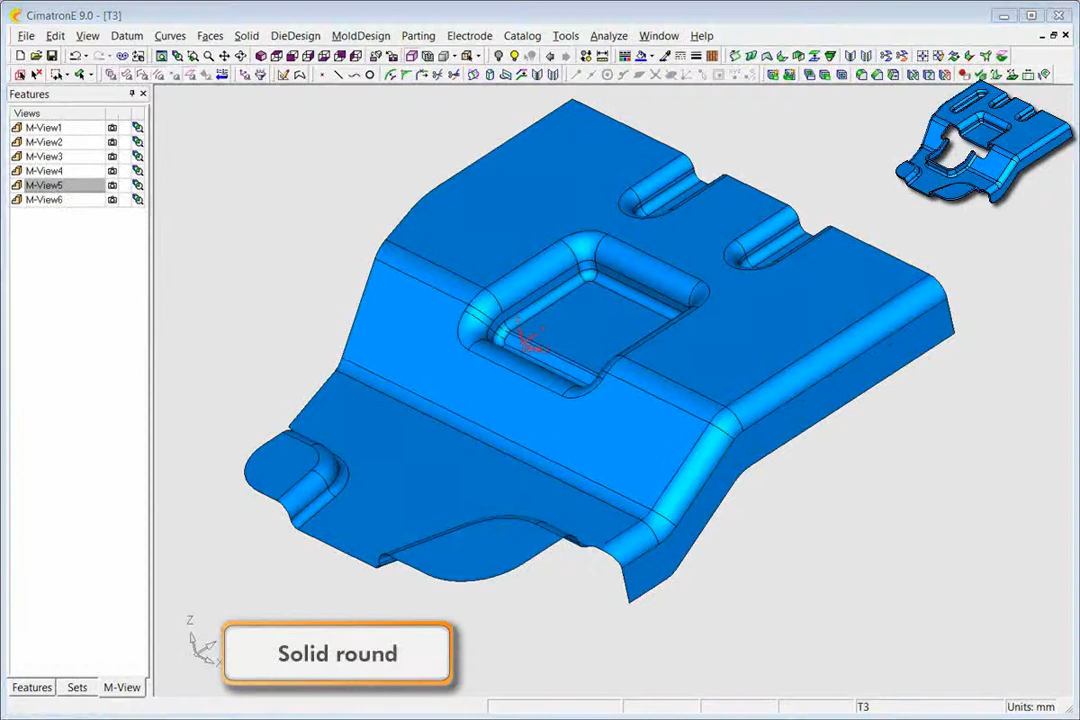 CimatronE 9.0 - [T3]
File Edit View Datum Curves Faces Solid DieDesign MoldDesign Parting Electrode Catalog Tools Analyze Window Help
Features
Views
M-View1
M-View2
M-View3
M-View4
M-View5
M-View6
Z
X
Solid round
Features Sets M-View
T3 Units: mm